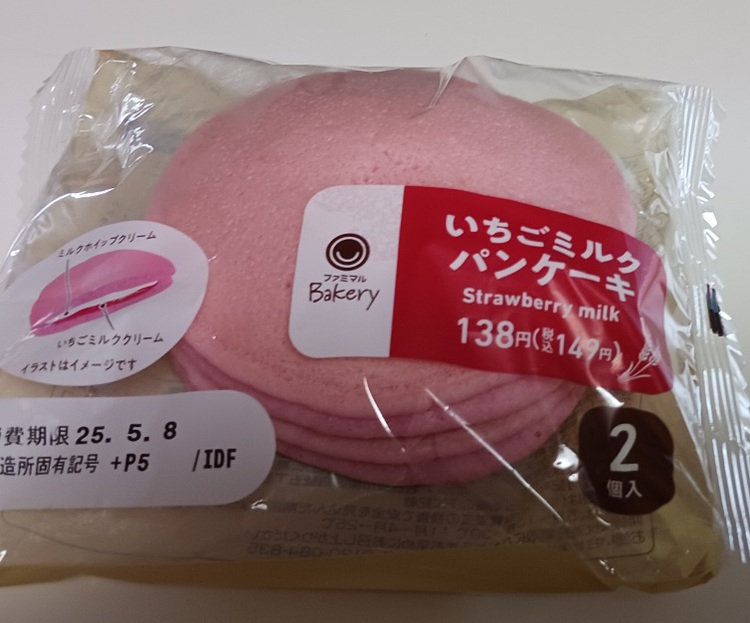 ミルクホイップクリーム
いちごミルククリーム
イラストはイメージです
ファミマル
Bakery
いちごミルク
パンケーキ
Strawberry milk
138円(税込149円)
費期限 25. 5. 8
造所固有記号 +P5 /IDF
2
個入